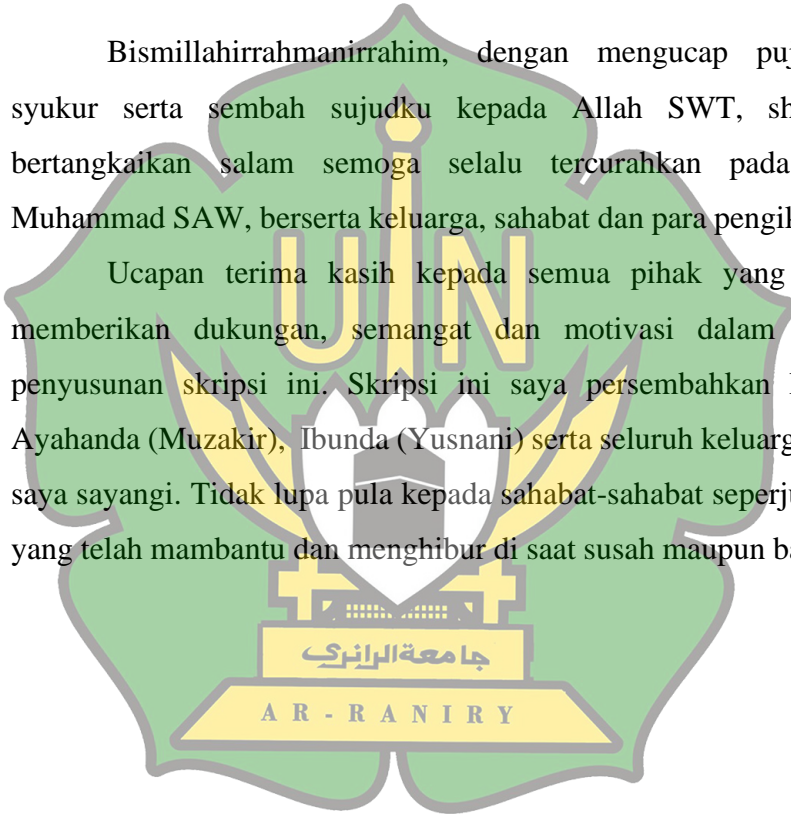 Bismillahirrahmanirrahim, dengan mengucap puj
syukur serta sembah sujudku kepada Allah SWT, sh
bertangkaikan salam semoga selalu tercurahkan pada
Muhammad SAW, berserta keluarga, sahabat dan para pengik
Ucapan terima kasih kepada semua pihak yang
memberikan dukungan, semangat dan motivasi dalam
penyusunan skripsi ini. Skripsi ini saya persembahkan
Ayahanda (Muzakir), Ibunda (Yusnani) serta seluruh keluarg
saya sayangi. Tidak lupa pula kepada sahabat-sahabat seperju
yang telah mambantu dan menghibur di saat susah maupun ba
UIN
جامعة الرانري
AR-RANIRY